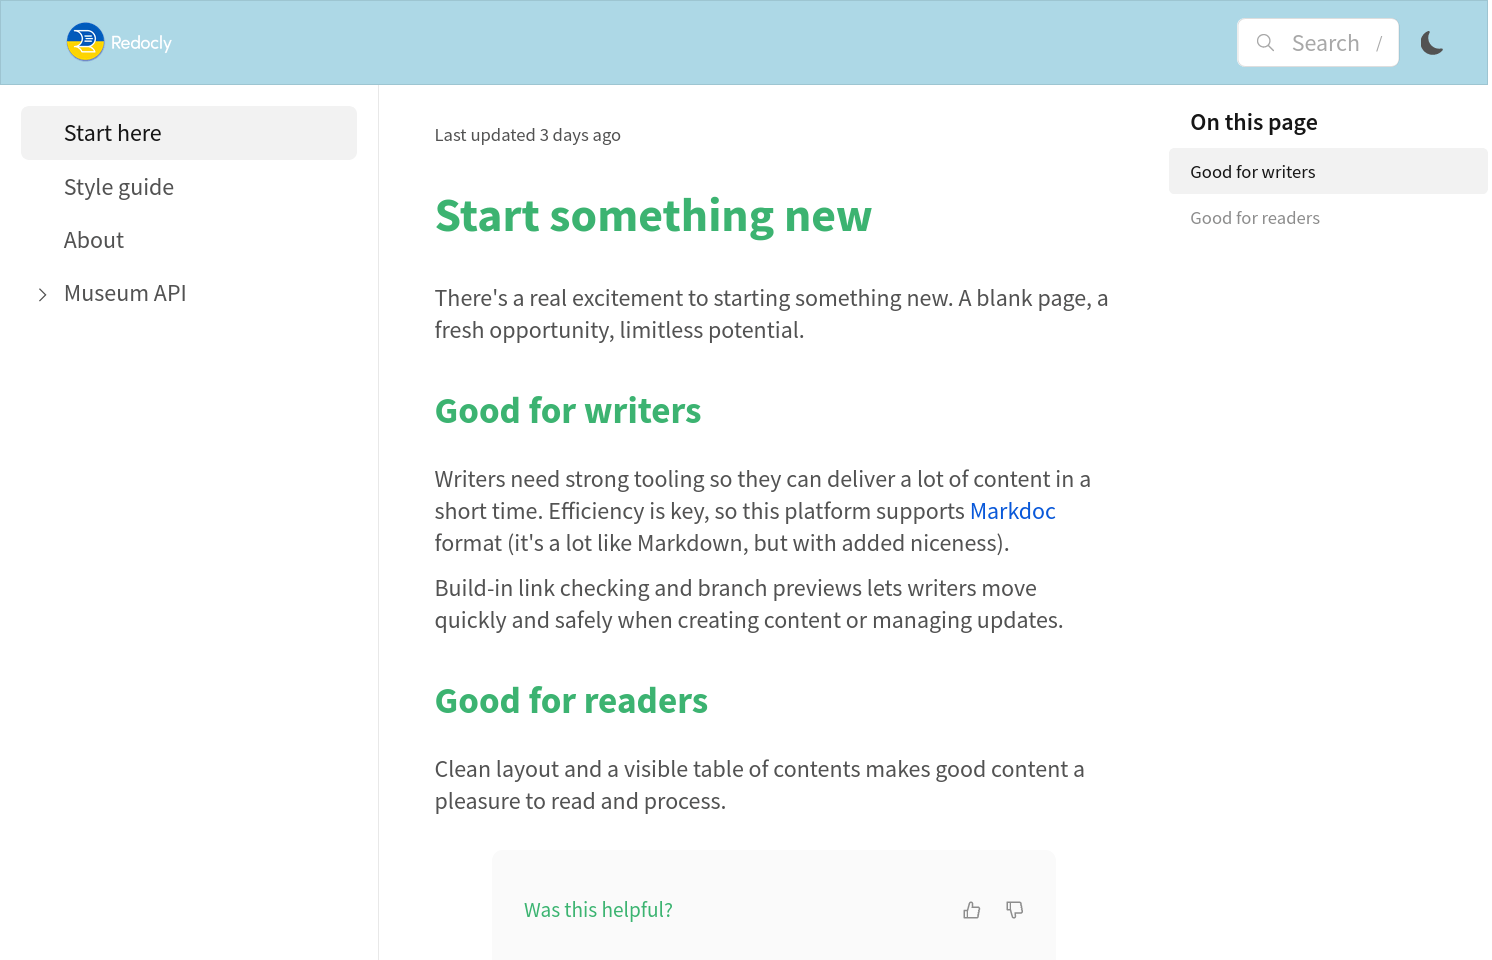 Redocly
Search /
Start here
Style guide
About
Museum API
Last updated 3 days ago
Start something new
There's a real excitement to starting something new. A blank page, a
fresh opportunity, limitless potential.
Good for writers
Writers need strong tooling so they can deliver a lot of content in a
short time. Efficiency is key, so this platform supports Markdoc
format (it's a lot like Markdown, but with added niceness).
Build-in link checking and branch previews lets writers move
quickly and safely when creating content or managing updates.
Good for readers
Clean layout and a visible table of contents makes good content a
pleasure to read and process.
Was this helpful?
On this page
Good for writers
Good for readers